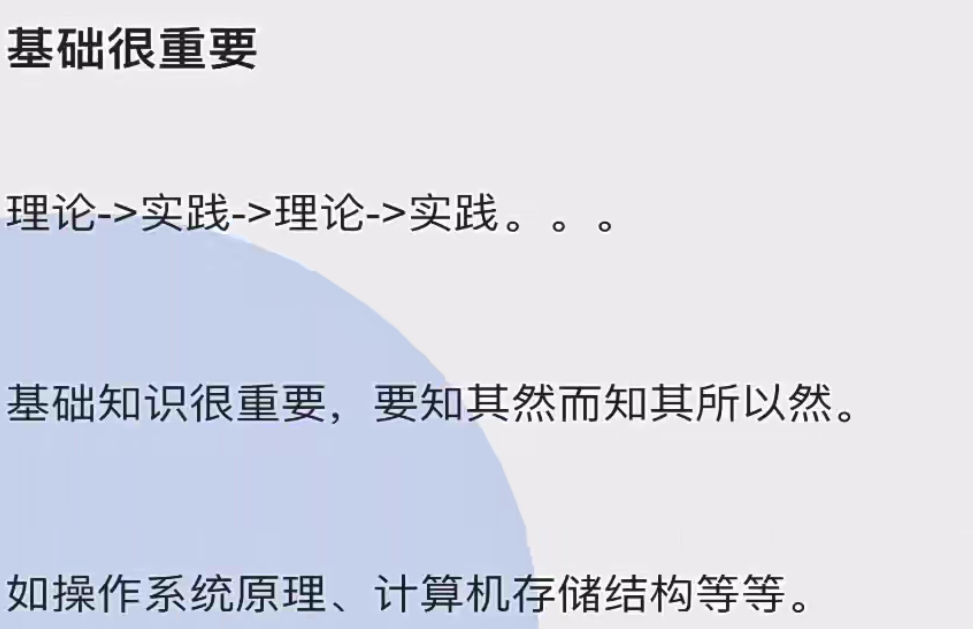 基础很重要
理论->实践->理论->实践。。。
基础知识很重要，要知其然而知其所以然。
如操作系统原理、计算机存储结构等等。